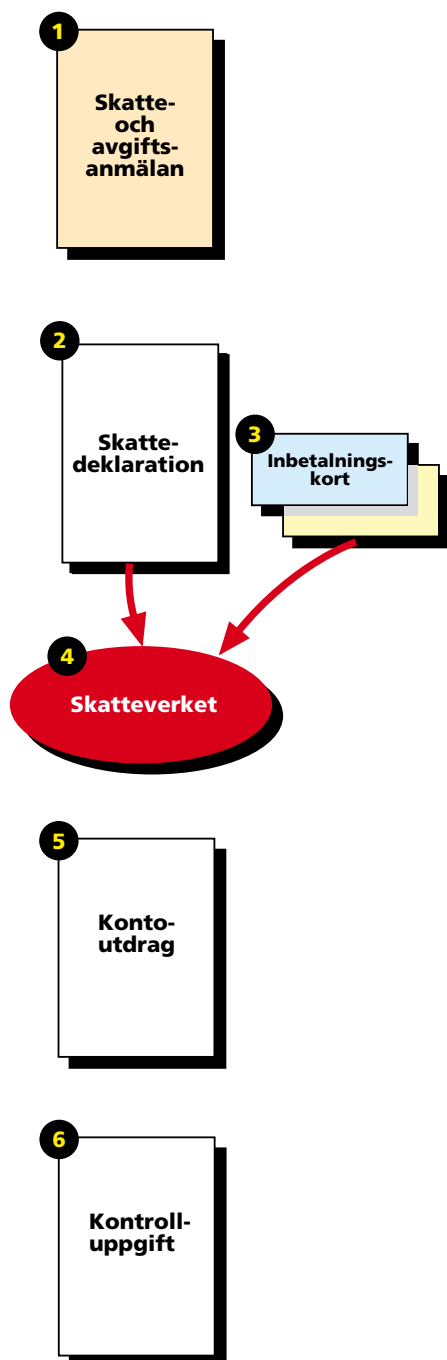 1
Skatte-
och
avgifts-
anmälan
2
Skatte-
deklaration
3
Inbetalnings-
kort
4
Skatteverket
5
Konto-
utdrag
6
Kontroll-
uppgift